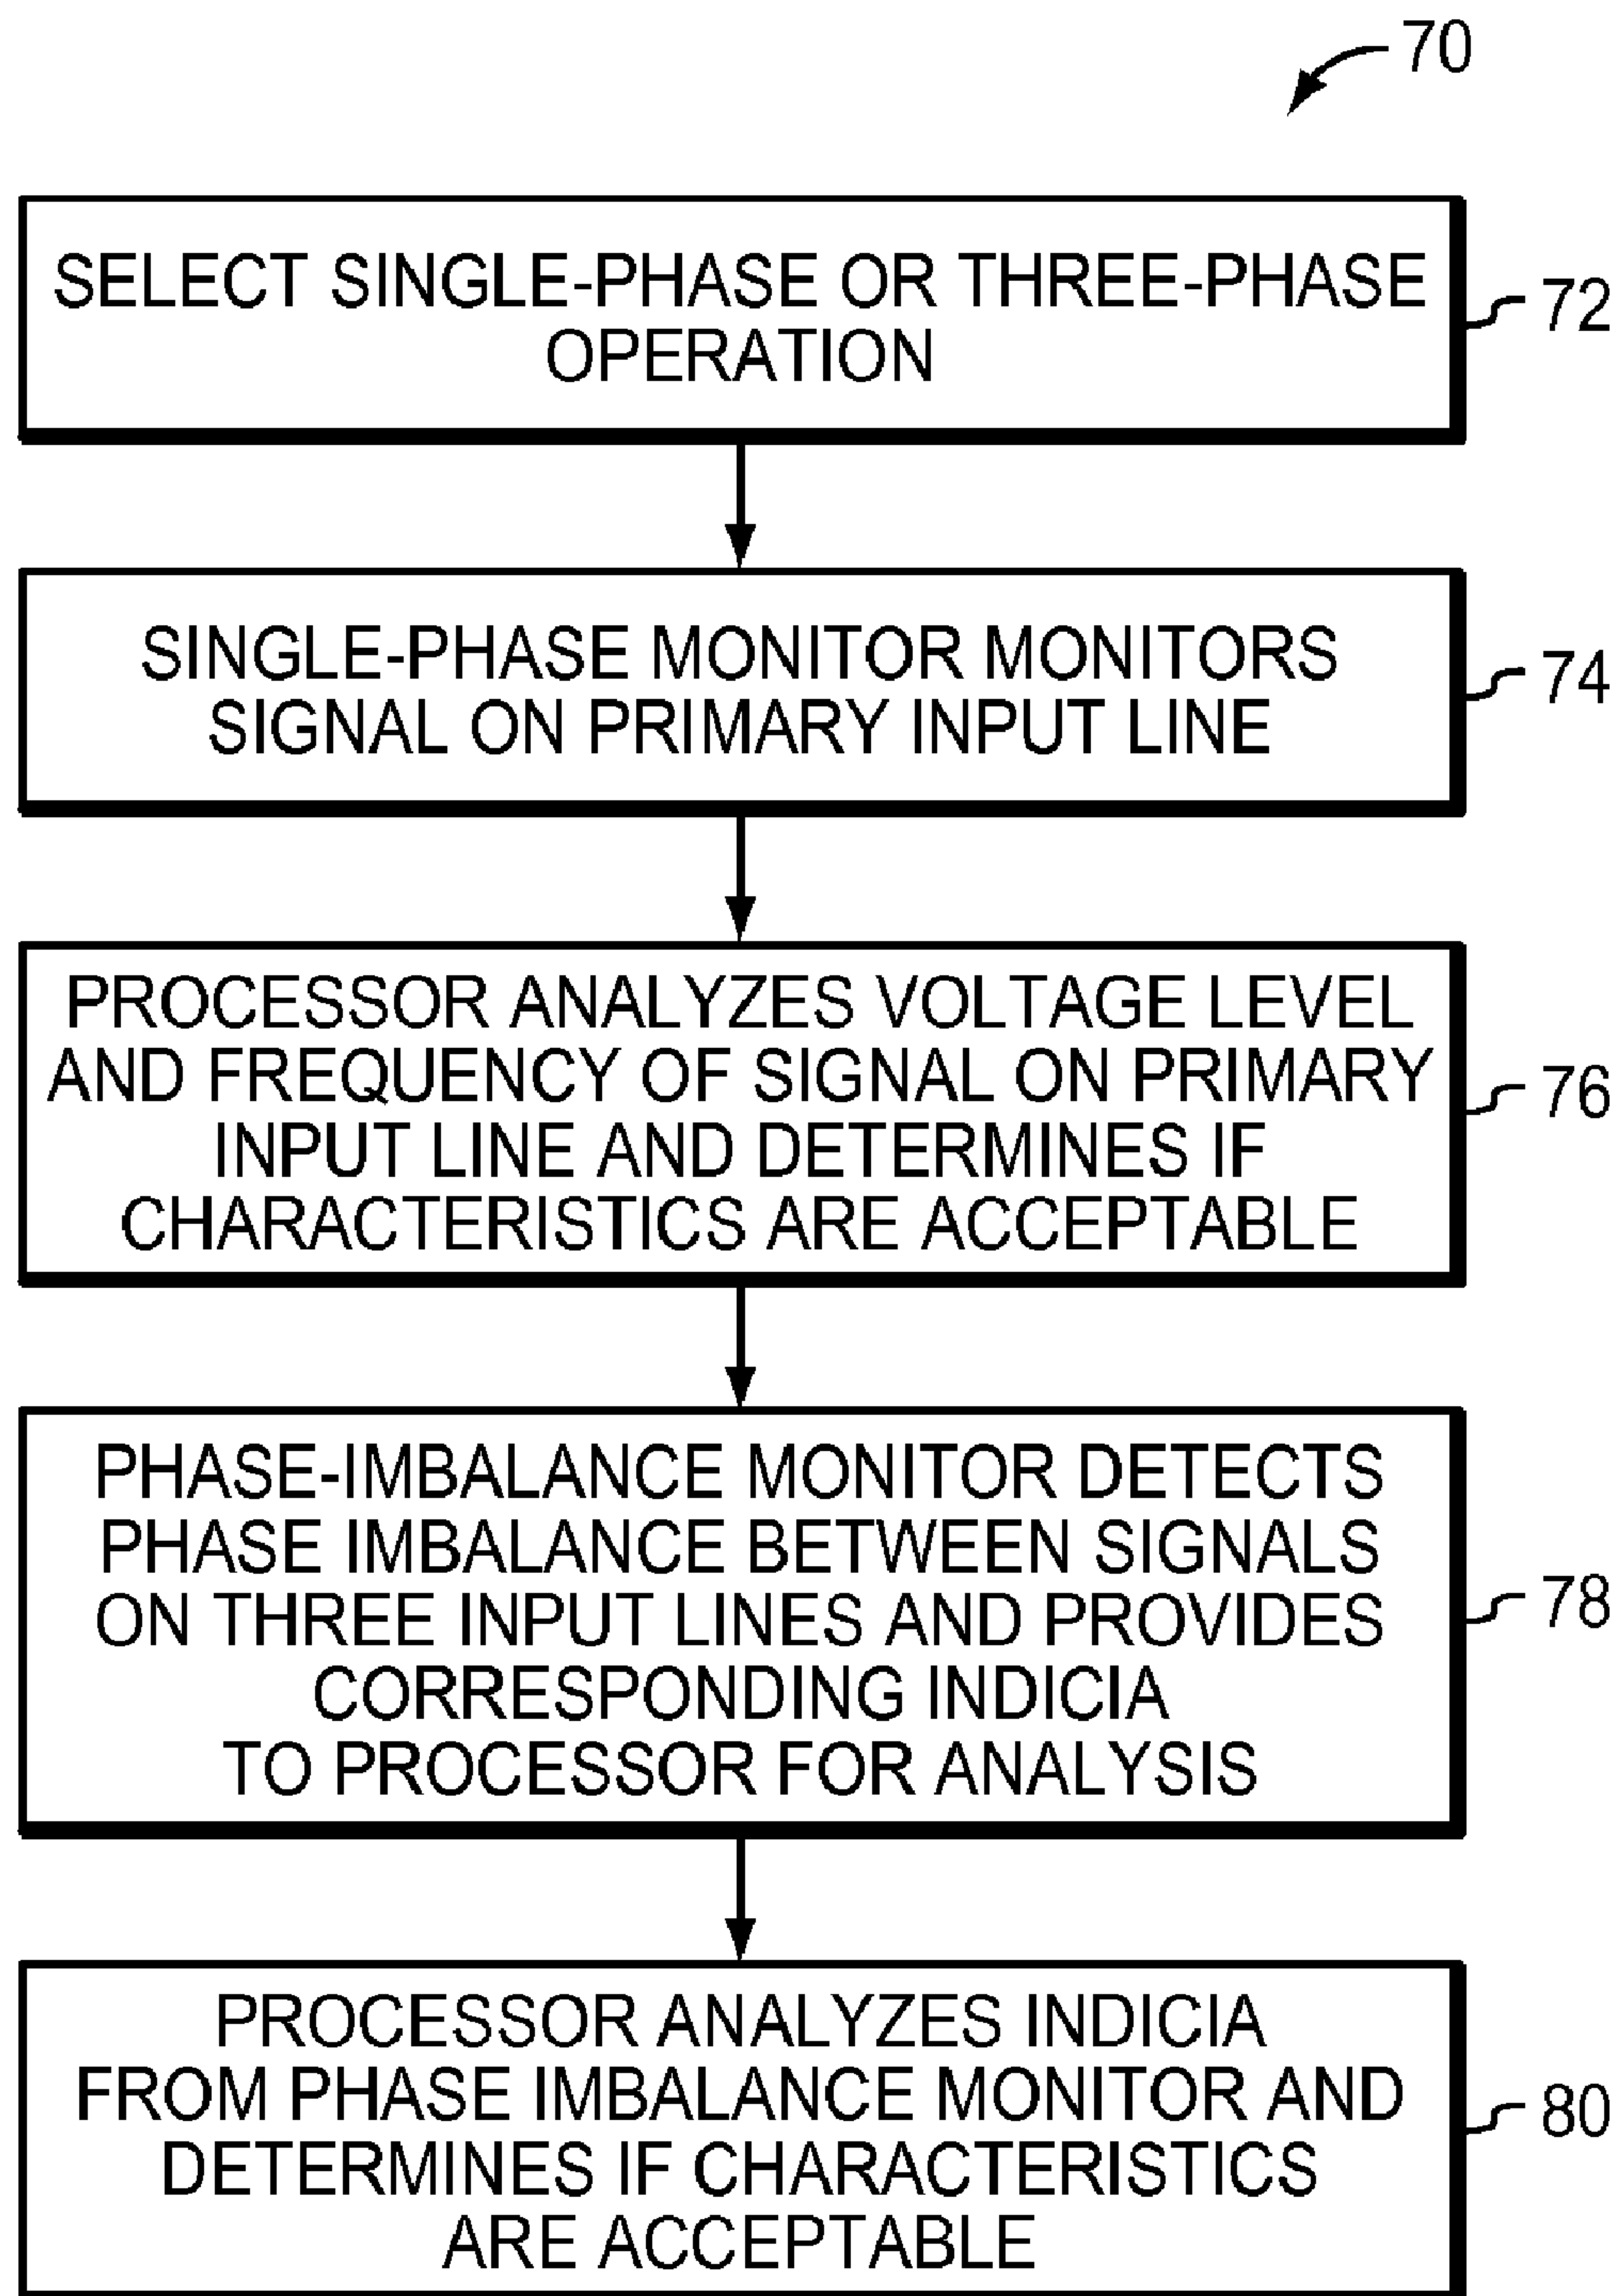 70
SELECT SINGLE-PHASE OR THREE-PHASE
OPERATION
72
SINGLE-PHASE MONITOR MONITORS
SIGNAL ON PRIMARY INPUT LINE
74
PROCESSOR ANALYZES VOLTAGE LEVEL
AND FREQUENCY OF SIGNAL ON PRIMARY
INPUT LINE AND DETERMINES IF
CHARACTERISTICS ARE ACCEPTABLE
76
PHASE-IMBALANCE MONITOR DETECTS
PHASE IMBALANCE BETWEEN SIGNALS
ON THREE INPUT LINES AND PROVIDES
CORRESPONDING INDICIA
TO PROCESSOR FOR ANALYSIS
78
PROCESSOR ANALYZES INDICIA
FROM PHASE IMBALANCE MONITOR AND
DETERMINES IF CHARACTERISTICS
ARE ACCEPTABLE
80